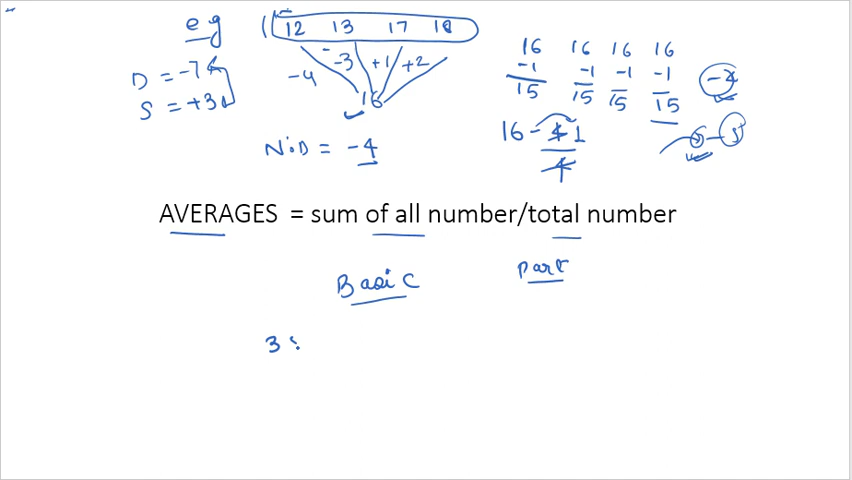 eg 12 13 17 18
D = -7
S = +3
-4 -3 +1 +2
16
N.D = -4
16 16 16 16
-1 -1 -1 -1
15 15 15 15
16 - 4 1
4
AVERAGES = sum of all number/total number
Basic Part
3